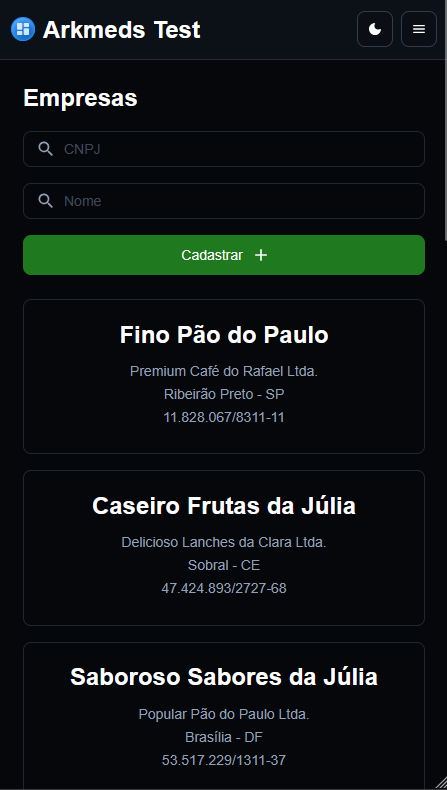 Arkmeds Test
Empresas
CNPJ
Nome
Cadastrar
Fino Pão do Paulo
Premium Café do Rafael Ltda.
Ribeirão Preto - SP
11.828.067/8311-11
Caseiro Frutas da Júlia
Delicioso Lanches da Clara Ltda.
Sobral - CE
47.424.893/2727-68
Saboroso Sabores da Júlia
Popular Pão do Paulo Ltda.
Brasília - DF
53.517.229/1311-37